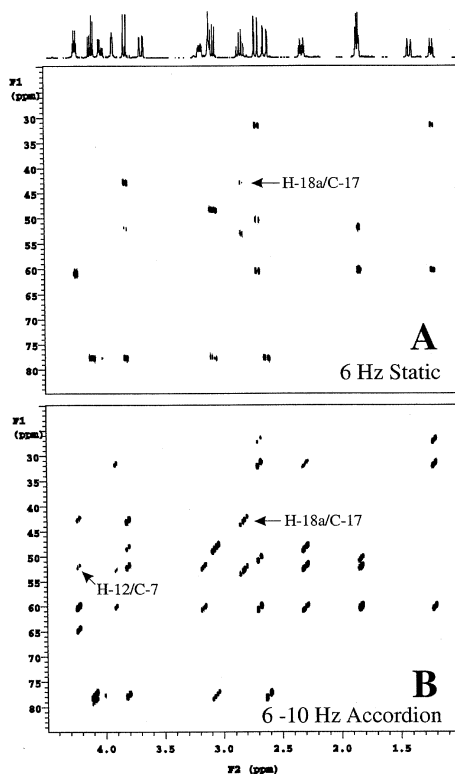 F1
(ppm)
30
35
40
45
50
55
60
65
70
75
80
H-18a/C-17
A
6 Hz Static
F1
(ppm)
30
35
40
45
50
55
60
65
70
75
80
H-18a/C-17
H-12/C-7
B
6 -10 Hz Accordion
4.0 3.5 3.0 2.5 2.0 1.5
F2 (ppm)